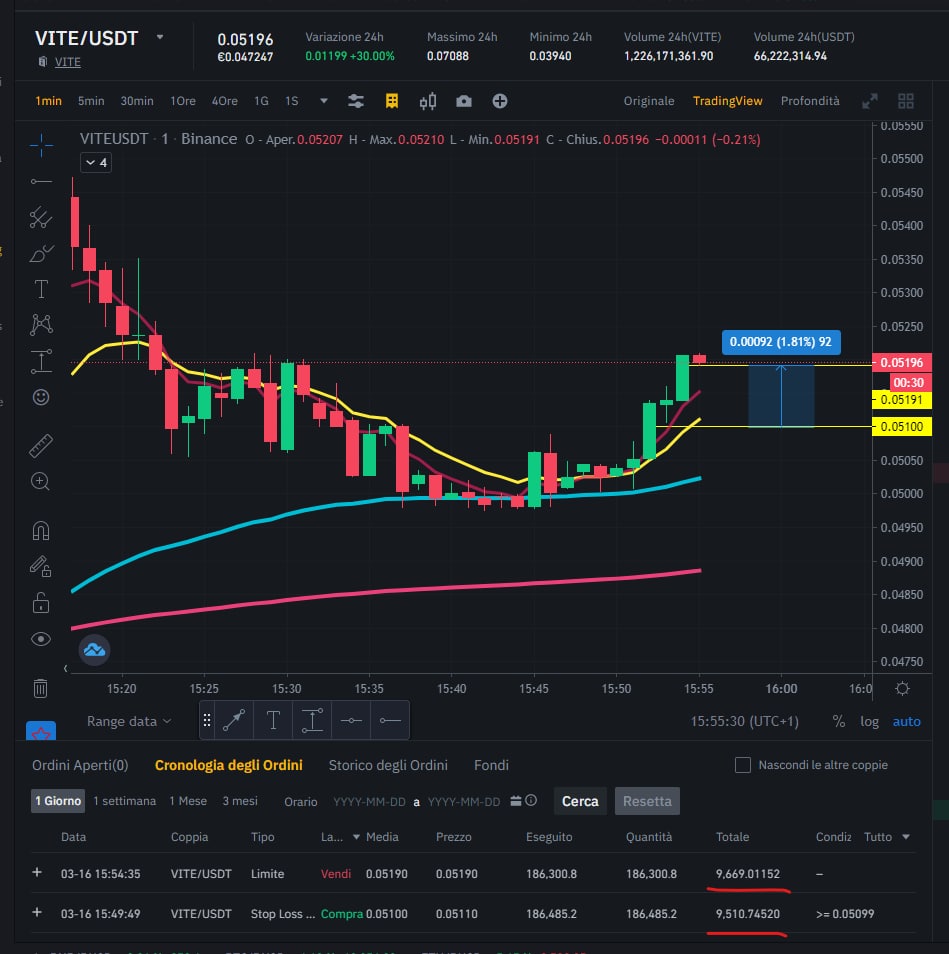 VITE/USDT 0.05196 Variazione 24h Massimo 24h Minimo 24h Volume 24h(VITE) Volume 24h(USDT)
VITE €0.047247 0.01199 +30.00% 0.07088 0.03940 1,226,171,361.90 66,222,314.94
1min 5min 30min 1Ore 4Ore 1G 1S Originale TradingView Profondità
VITEUSDT · 1 · Binance O - Aper.0.05207 H - Max.0.05210 L - Min.0.05191 C - Chius.0.05196 −0.00011 (−0.21%)
4
0.05550
0.05500
0.05450
0.05400
0.05350
0.05300
0.05250
0.00092 (1.81%) 92
0.05196
00:30
0.05191
0.05100
0.05050
0.05000
0.04950
0.04900
0.04850
0.04800
0.04750
15:20 15:25 15:30 15:35 15:40 15:45 15:50 15:55 16:00 16:0
Range data 15:55:30 (UTC+1) % log auto
Ordini Aperti(0) Cronologia degli Ordini Storico degli Ordini Fondi Nascondi le altre coppie
1 Giorno 1 settimana 1 Mese 3 mesi Orario YYYY-MM-DD a YYYY-MM-DD Cerca Resetta
Data Coppia Tipo La... Media Prezzo Eseguito Quantità Totale Condiz Tutto
+ 03-16 15:54:35 VITE/USDT Limite Vendi 0.05190 0.05190 186,300.8 186,300.8 9,669.01152 –
+ 03-16 15:49:49 VITE/USDT Stop Loss ... Compra 0.05100 0.05110 186,485.2 186,485.2 9,510.74520 >= 0.05099